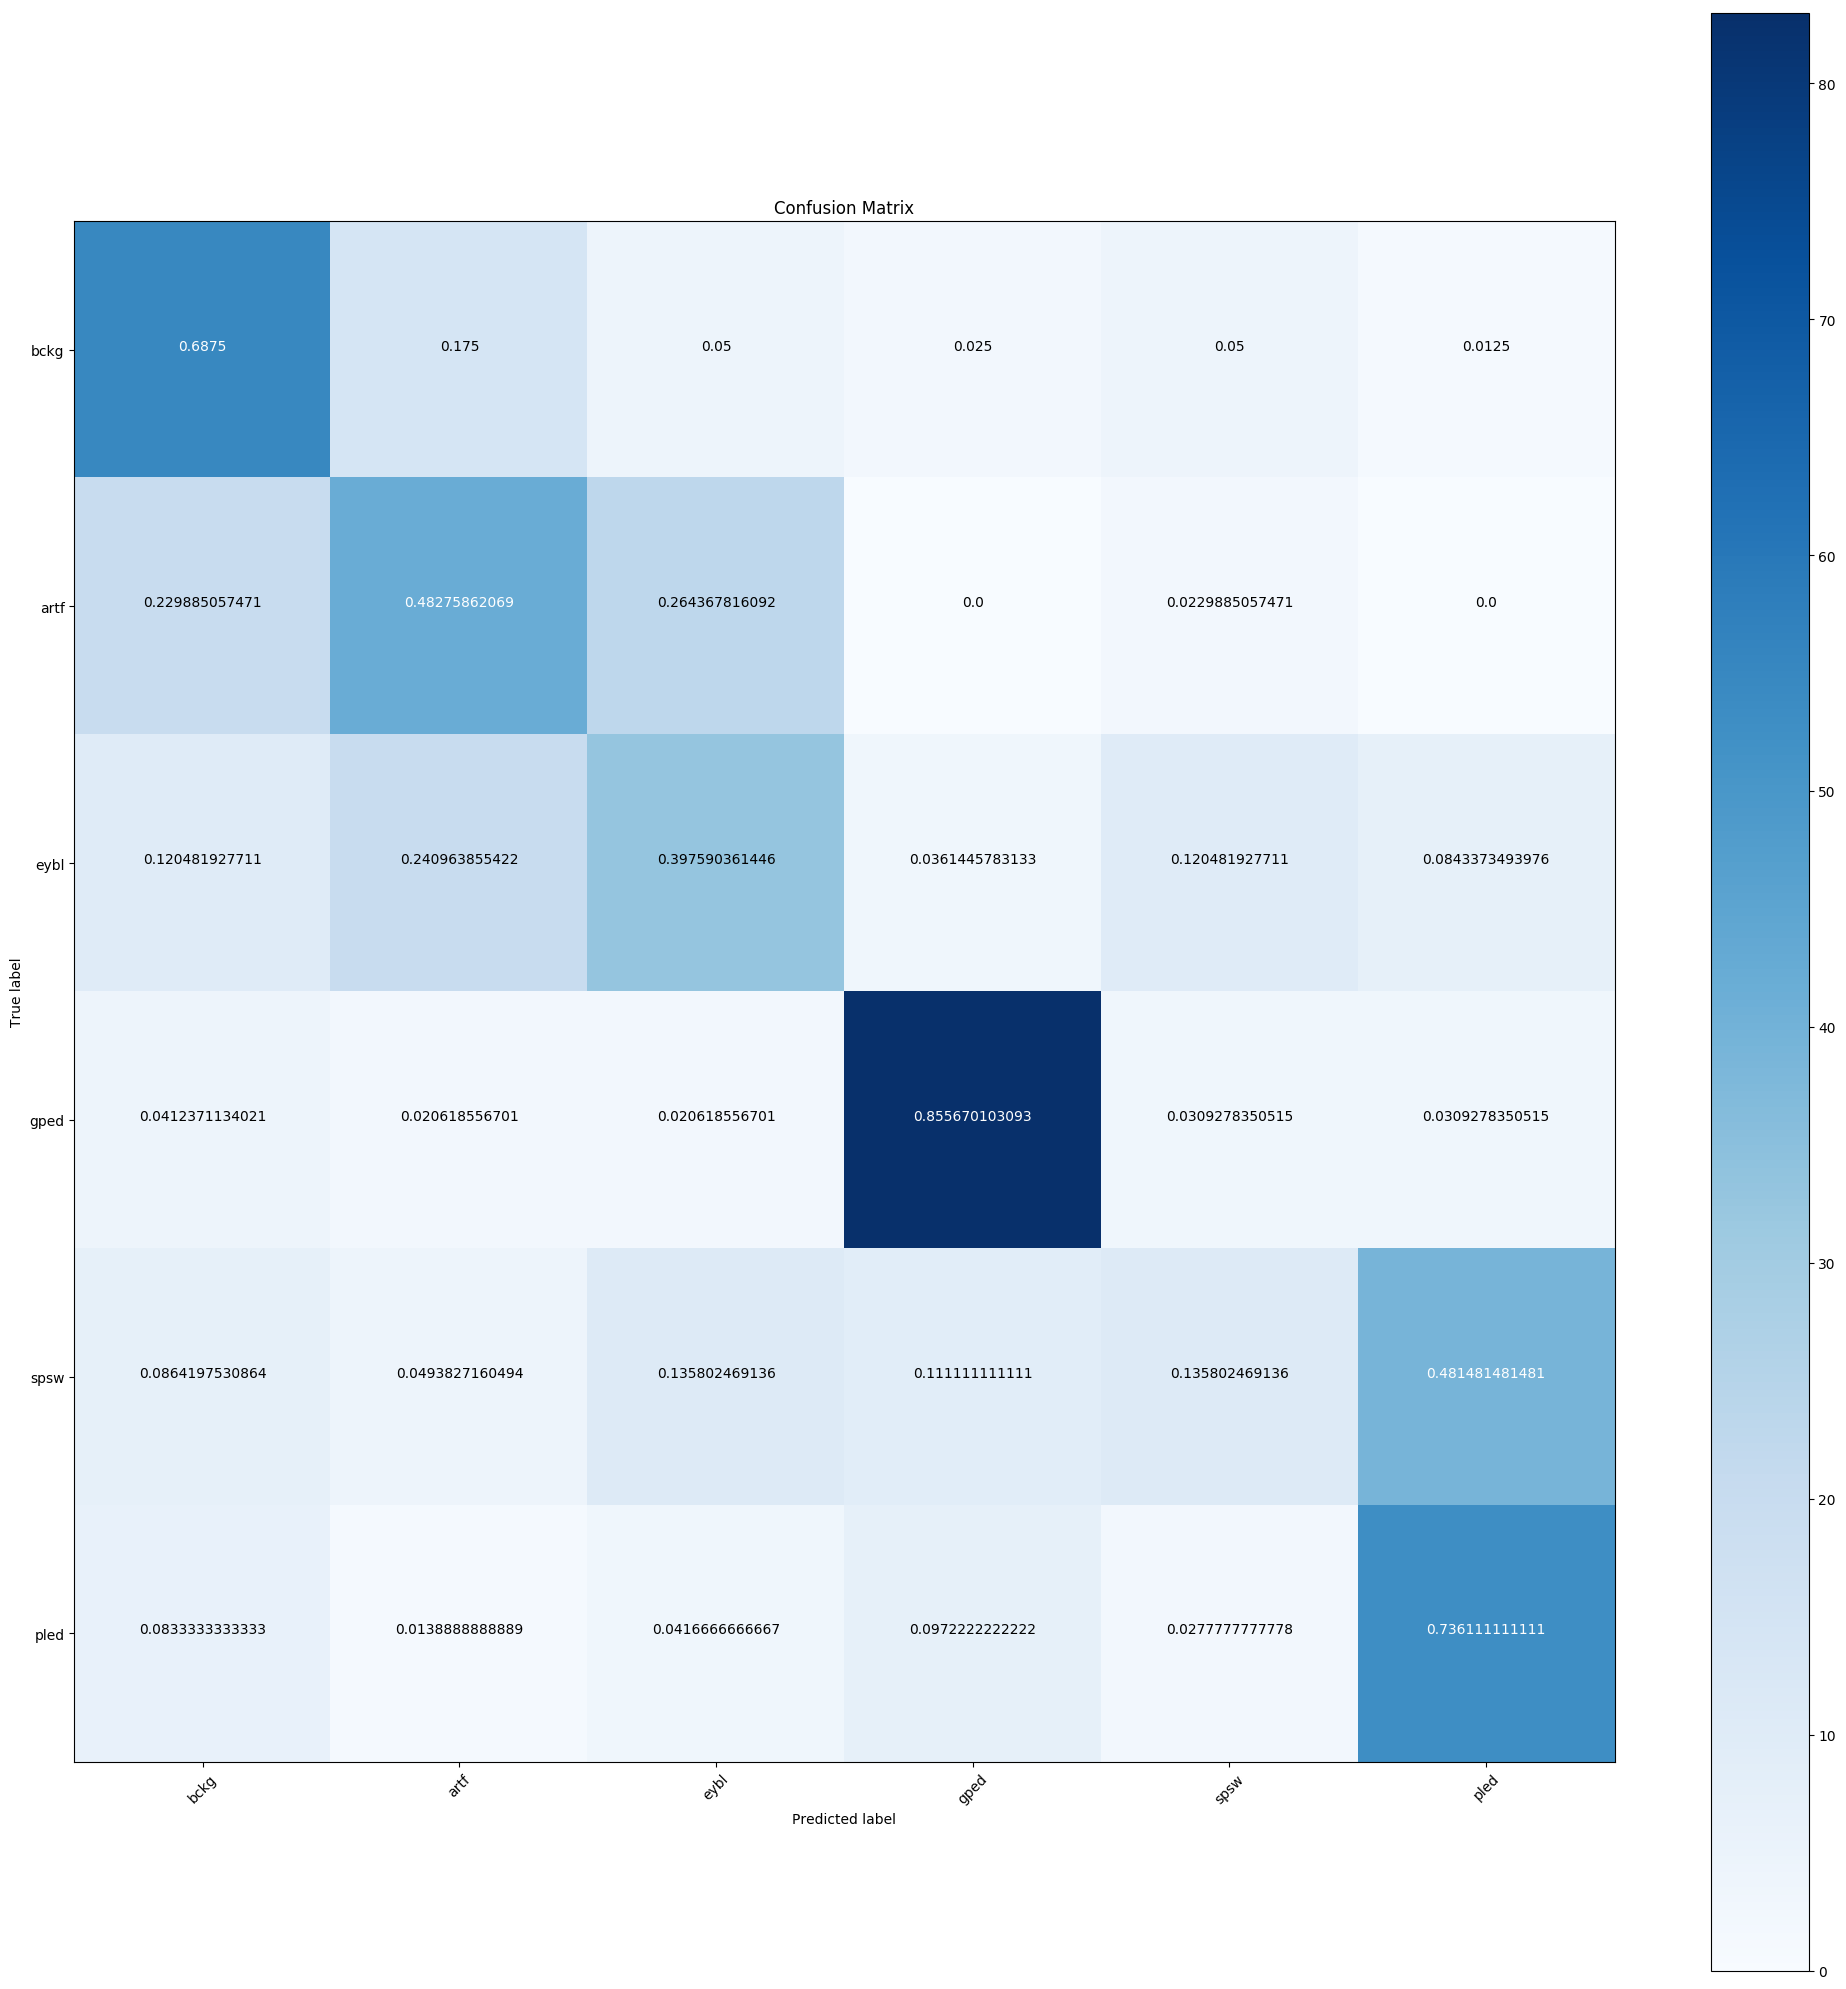 Confusion Matrix
bckg 0.6875 0.175 0.05 0.025 0.05 0.0125
artf 0.229885057471 0.48275862069 0.264367816092 0.0 0.0229885057471 0.0
eybl 0.120481927711 0.240963855422 0.397590361446 0.0361445783133 0.120481927711 0.0843373493976
gped 0.0412371134021 0.020618556701 0.020618556701 0.855670103093 0.0309278350515 0.0309278350515
spsw 0.0864197530864 0.0493827160494 0.135802469136 0.111111111111 0.135802469136 0.481481481481
pled 0.0833333333333 0.0138888888889 0.0416666666667 0.0972222222222 0.0277777777778 0.736111111111
bckg artf eybl gped spsw pled
Predicted label
True label
80
70
60
50
40
30
20
10
0